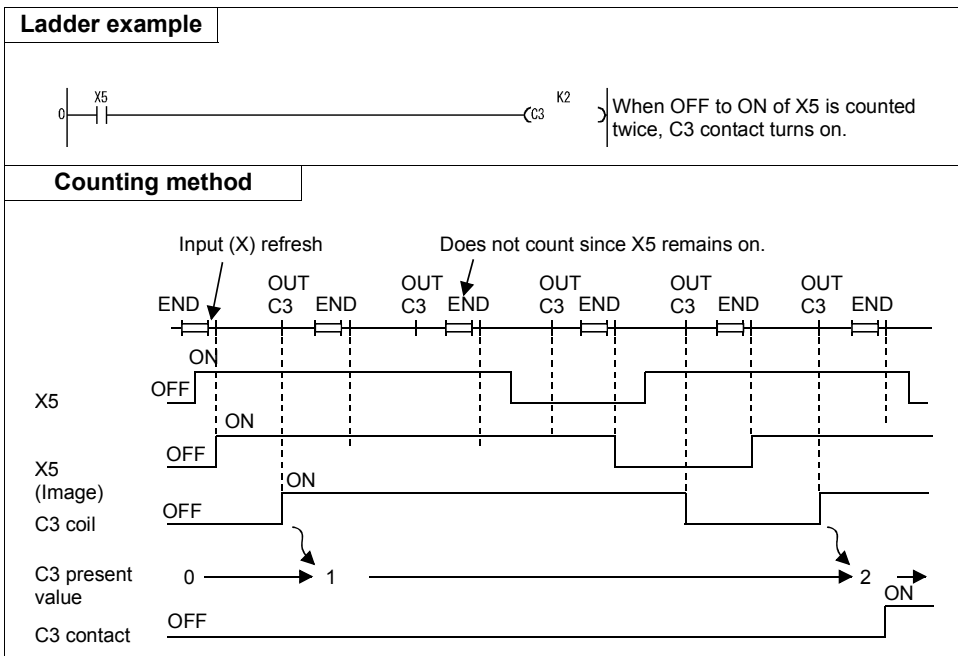 Ladder example
X5
K2
0
C3
When OFF to ON of X5 is counted
twice, C3 contact turns on.
Counting method
Input (X) refresh
Does not count since X5 remains on.
OUT OUT OUT OUT OUT
END C3 END C3 END C3 END C3 END C3 END
ON
OFF
X5
ON
OFF
X5
(Image)
ON
OFF
C3 coil
C3 present
value
0 1 2
ON
OFF
C3 contact